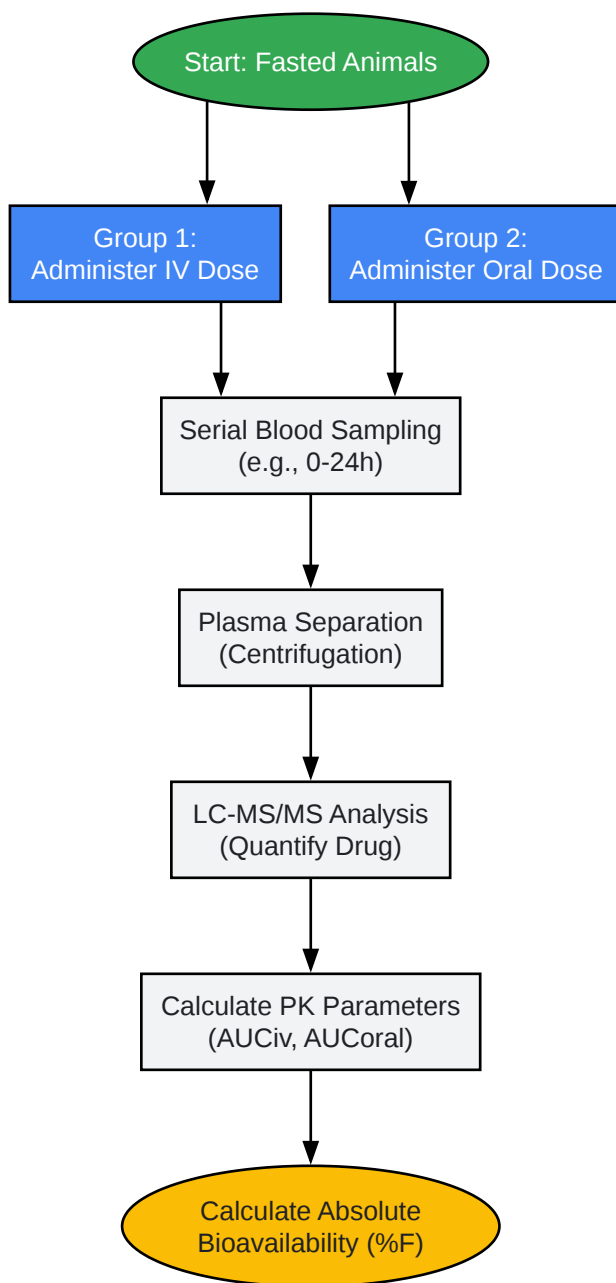 Start: Fasted Animals
Group 1:
Administer IV Dose
Group 2:
Administer Oral Dose
Serial Blood Sampling
(e.g., 0-24h)
Plasma Separation
(Centrifugation)
LC-MS/MS Analysis
(Quantify Drug)
Calculate PK Parameters
(AUCiv, AUCoral)
Calculate Absolute
Bioavailability (%F)